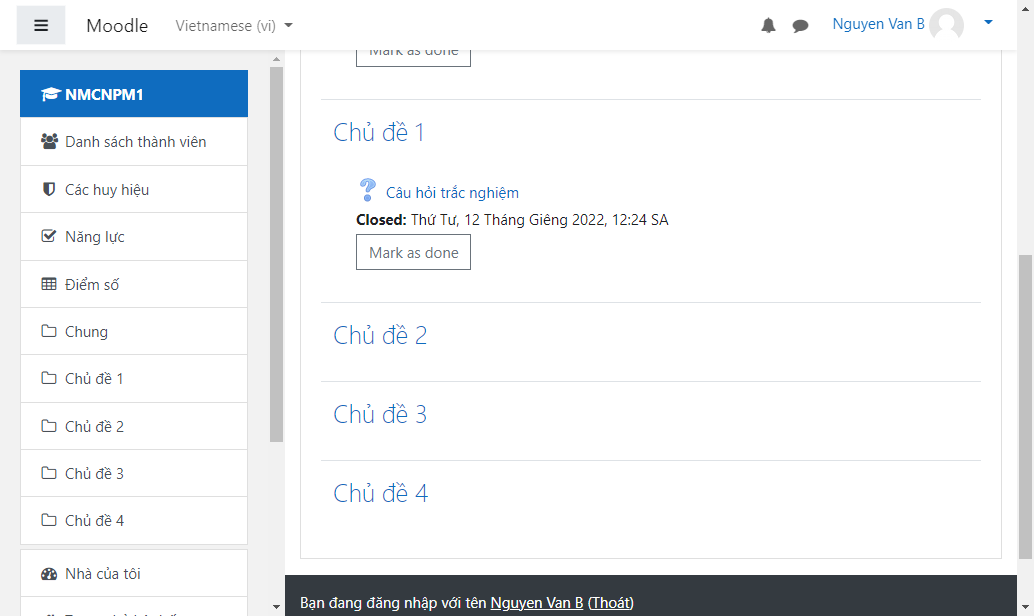 Moodle Vietnamese (vi) Nguyen Van B
NMCNPM1
Danh sách thành viên
Các huy hiệu
Năng lực
Điểm số
Chung
Chủ đề 1
Chủ đề 2
Chủ đề 3
Chủ đề 4
Nhà của tôi
Mark as done
Chủ đề 1
Câu hỏi trắc nghiệm
Closed: Thứ Tư, 12 Tháng Giêng 2022, 12:24 SA
Mark as done
Chủ đề 2
Chủ đề 3
Chủ đề 4
Bạn đang đăng nhập với tên Nguyen Van B (Thoát)